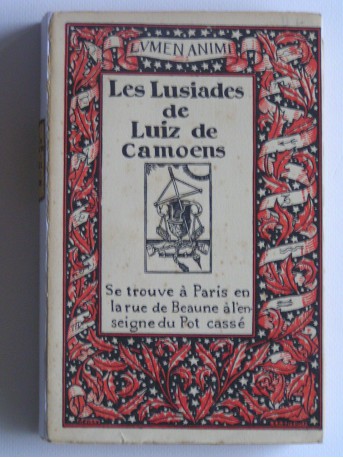 LVMEN ANIMI
Les Lusiades
de
Luiz de
Camoens
Se trouve à Paris en
la rue de Beaune à l'en-
seigne du Pot cassé